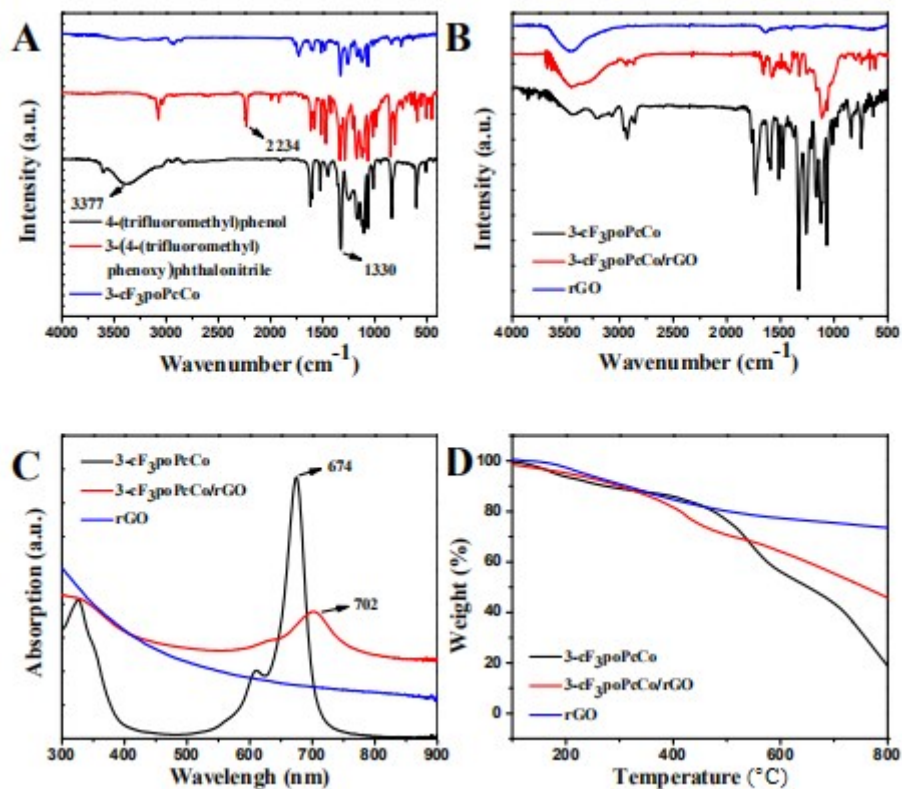 A
Intensity (a.u.)
2234
3377
4-(trifluoromethyl)phenol
3-(4-(trifluoromethyl)
phenoxy)phthalonitrile
3-cF₃poPcCo
1330
4000 3500 3000 2500 2000 1500 1000 500
Wavenumber (cm⁻¹)
B
Intensity (a.u.)
3-cF₃poPcCo
3-cF₃poPcCo/rGO
rGO
4000 3500 3000 2500 2000 1500 1000 500
Wavenumber (cm⁻¹)
C
Absorption (a.u.)
3-cF₃poPcCo
3-cF₃poPcCo/rGO
rGO
674
702
300 400 500 600 700 800 900
Wavelengh (nm)
D
Weight (%)
100
80
60
40
20
0
3-cF₃poPcCo
3-cF₃poPcCo/rGO
rGO
200 400 600 800
Temperature (°C)